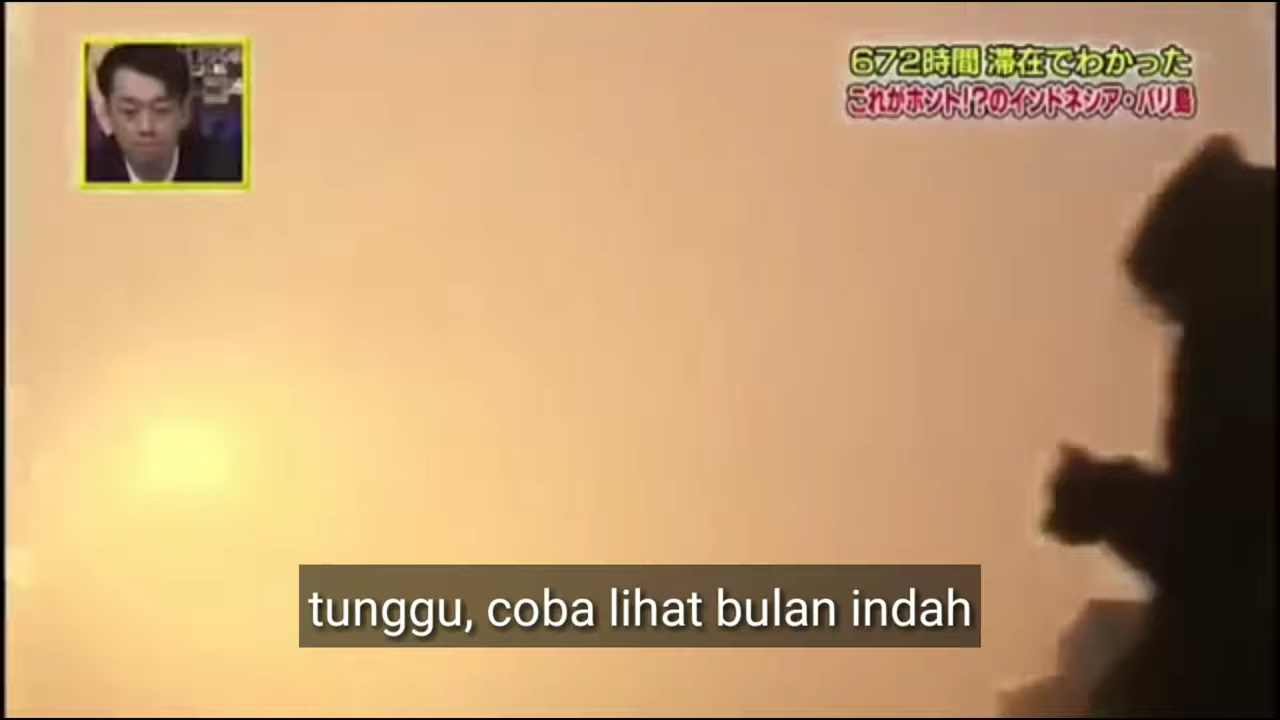 672時間 滞在でわかった
これがホント!?のインドネシア・バリ島
tunggu, coba lihat bulan indah